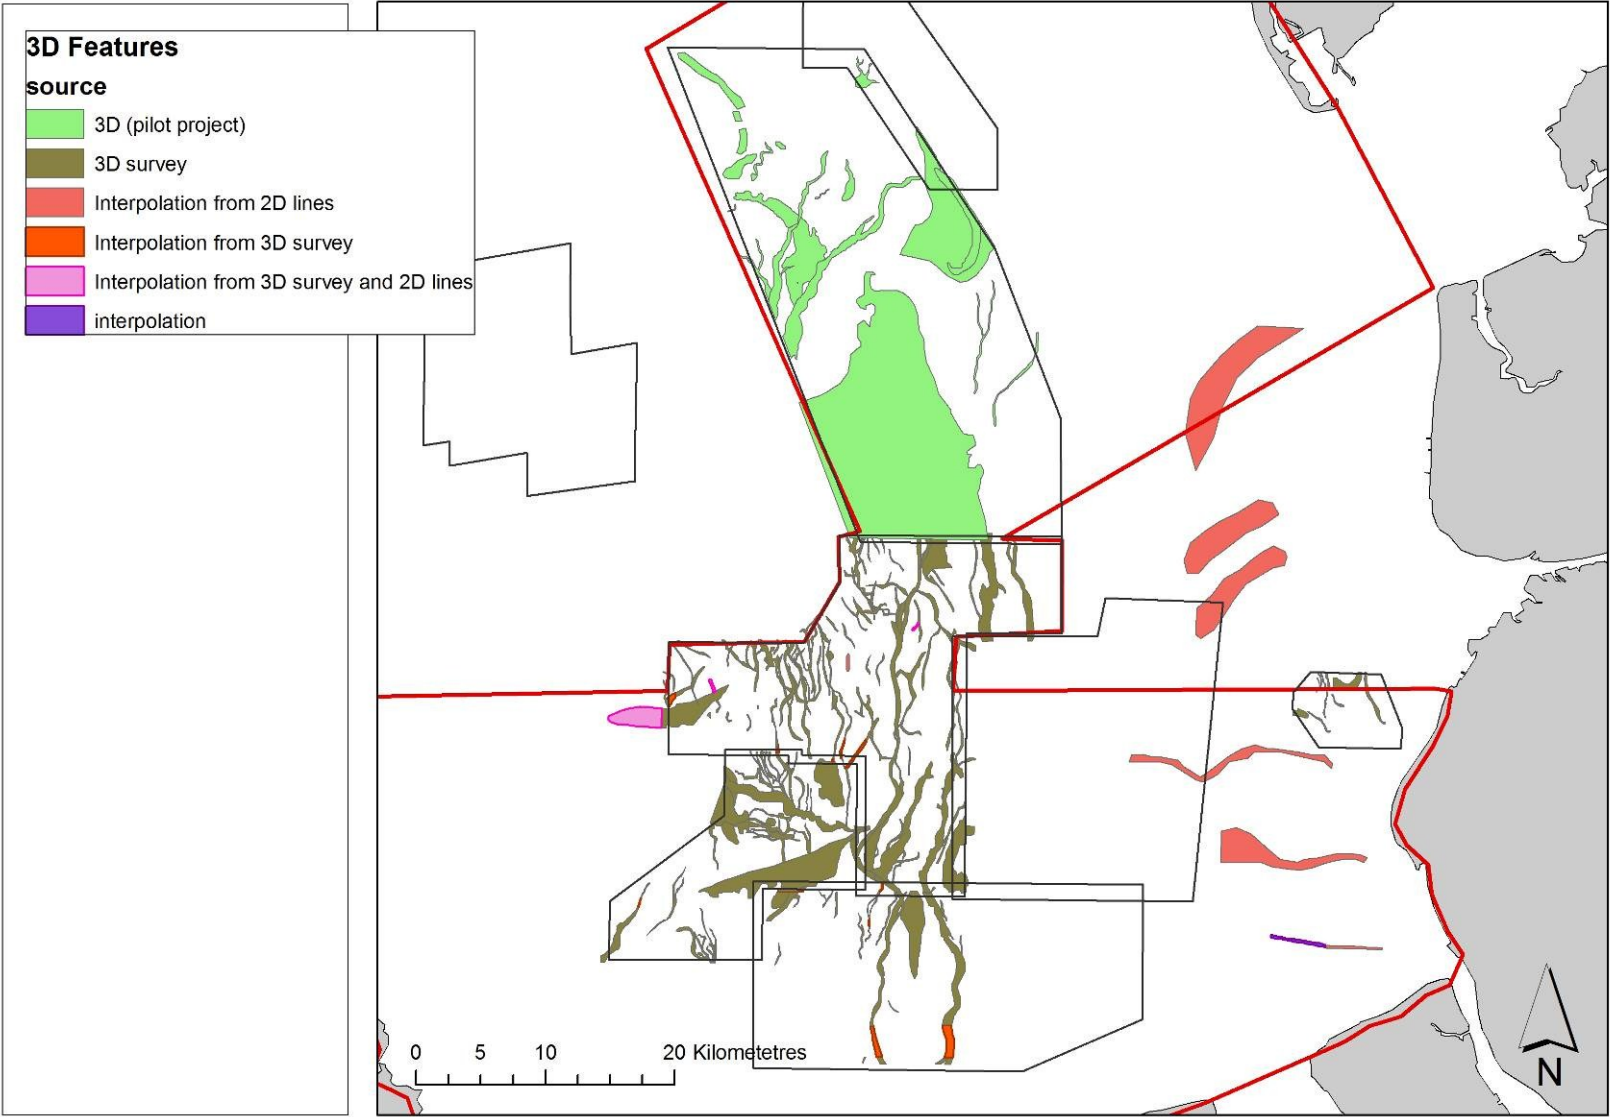 3D Features
source
3D (pilot project)
3D survey
Interpolation from 2D lines
Interpolation from 3D survey
Interpolation from 3D survey and 2D lines
interpolation
0 5 10 20 Kilometetres
N